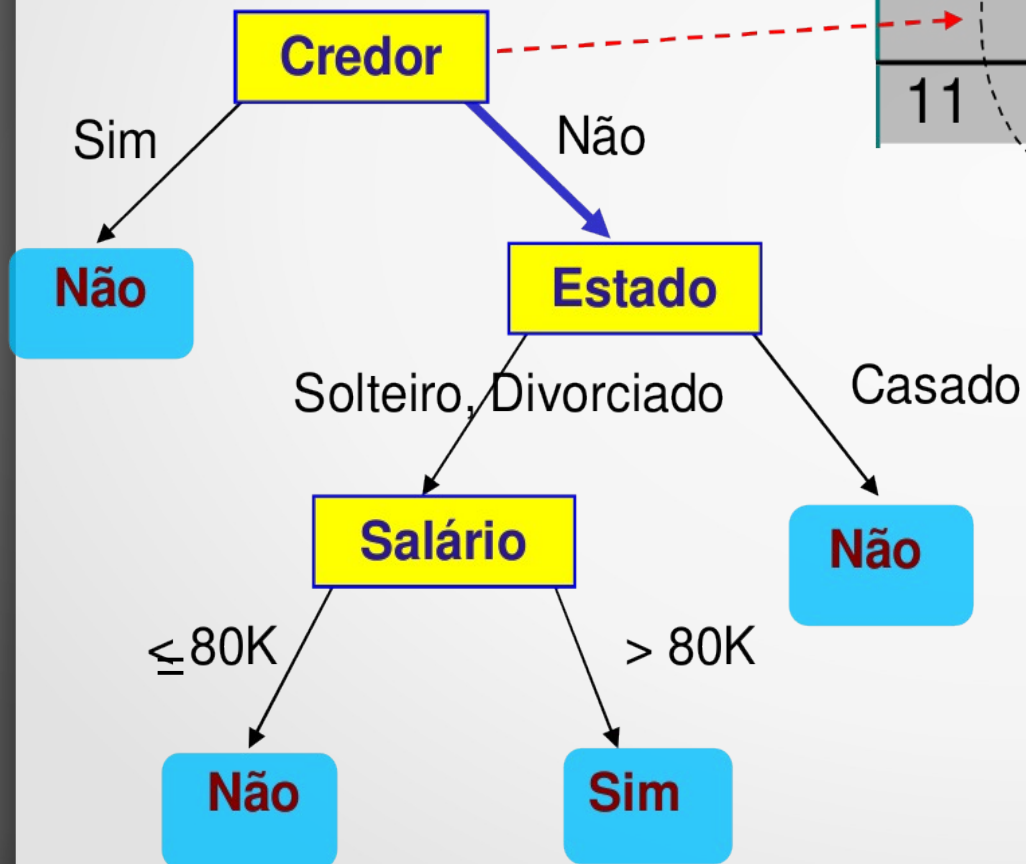 Credor
11
Sim
Não
Não
Estado
Solteiro, Divorciado
Casado
Salário
Não
≤ 80K
> 80K
Não
Sim